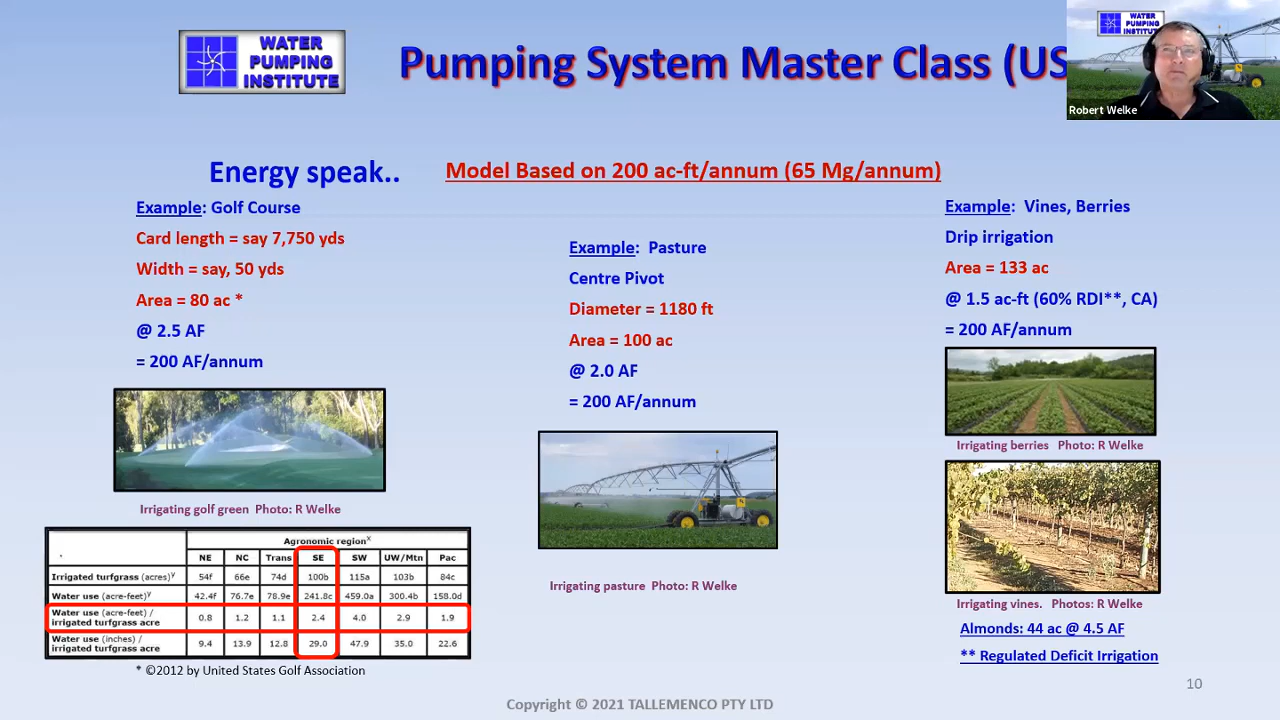 WATER
PUMPING
INSTITUTE
Pumping System Master Class (US
WATER
PUMPING
INSTITUTE
Robert Welke
Energy speak..
Model Based on 200 ac-ft/annum (65 Mg/annum)
Example: Golf Course
Card length = say 7,750 yds
Width = say, 50 yds
Area = 80 ac *
@ 2.5 AF
= 200 AF/annum
Irrigating golf green Photo: R Welke
Agronomic regionˣ
NE NC Trans SE SW UW/Mtn Pac
Irrigated turfgrass (acres)ʸ 54f 66e 74d 100b 115a 103b 84c
Water use (acre-feet)ʸ 42.4f 76.7e 78.9e 241.8c 459.0a 300.4b 158.0d
Water use (acre-feet) /
irrigated turfgrass acre 0.8 1.2 1.1 2.4 4.0 2.9 1.9
Water use (inches) /
irrigated turfgrass acre 9.4 13.9 12.8 29.0 47.9 35.0 22.6
* ©2012 by United States Golf Association
Example: Pasture
Centre Pivot
Diameter = 1180 ft
Area = 100 ac
@ 2.0 AF
= 200 AF/annum
Irrigating pasture Photo: R Welke
Example: Vines, Berries
Drip irrigation
Area = 133 ac
@ 1.5 ac-ft (60% RDI**, CA)
= 200 AF/annum
Irrigating berries Photo: R Welke
Irrigating vines. Photos: R Welke
Almonds: 44 ac @ 4.5 AF
** Regulated Deficit Irrigation
10
Copyright © 2021 TALLEMENCO PTY LTD